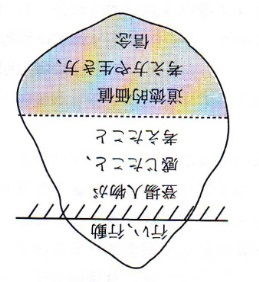 行い、行動
登場人物が
感じたこと、
考えたこと
道徳的価値
考え方や生き方、
信念